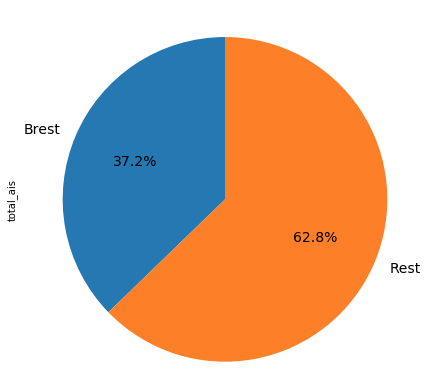 Brest
37.2%
total_ais
62.8%
Rest